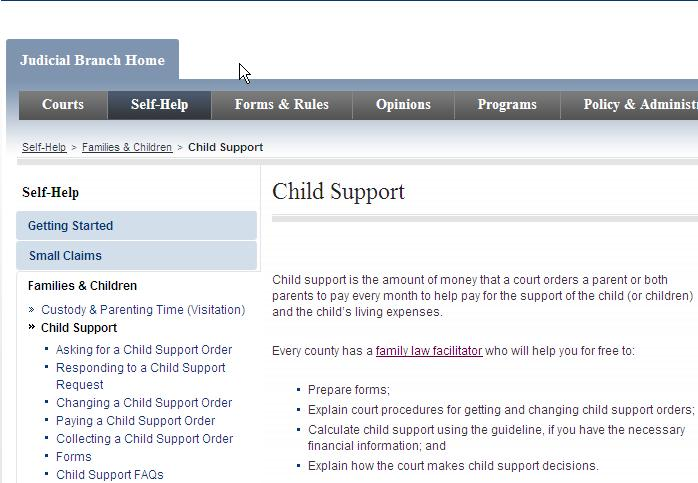 Judicial Branch Home
Courts Self-Help Forms & Rules Opinions Programs Policy & Administr
Self-Help > Families & Children > Child Support
Self-Help
Getting Started
Small Claims
Families & Children
» Custody & Parenting Time (Visitation)
» Child Support
▪ Asking for a Child Support Order
▪ Responding to a Child Support
Request
▪ Changing a Child Support Order
▪ Paying a Child Support Order
▪ Collecting a Child Support Order
▪ Forms
▪ Child Support FAQs
Child Support
Child support is the amount of money that a court orders a parent or both
parents to pay every month to help pay for the support of the child (or children)
and the child's living expenses.
Every county has a family law facilitator who will help you for free to:
▪ Prepare forms;
▪ Explain court procedures for getting and changing child support orders;
▪ Calculate child support using the guideline, if you have the necessary
financial information; and
▪ Explain how the court makes child support decisions.